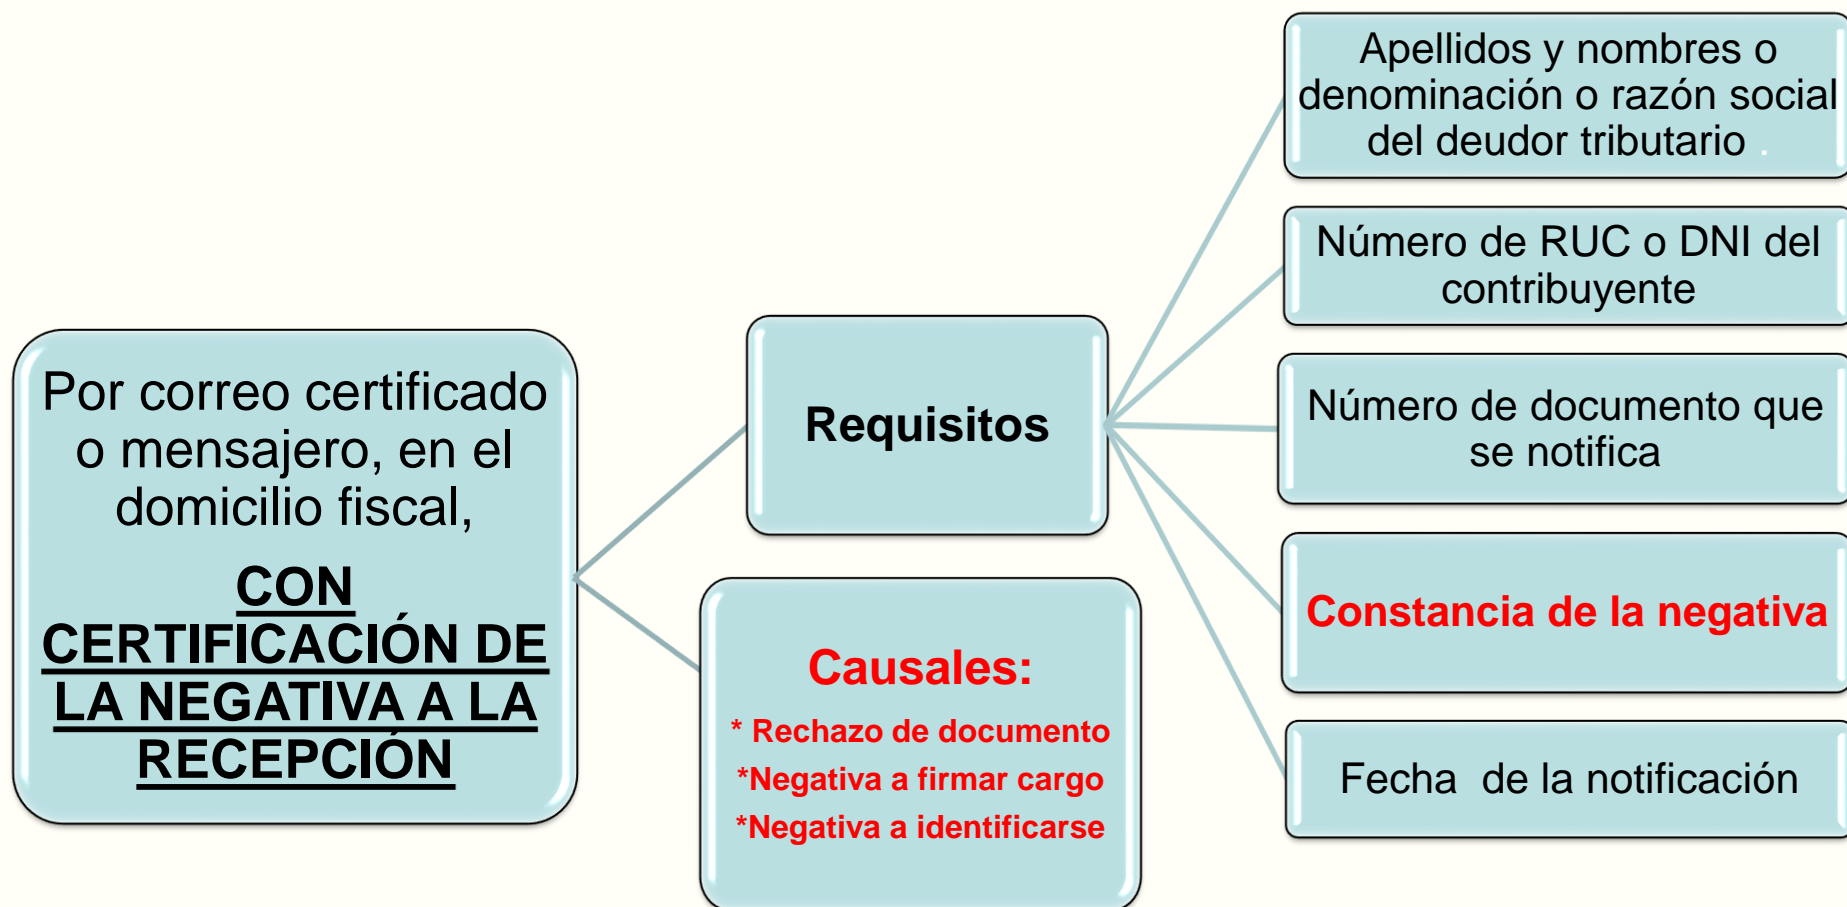 Por correo certificado
o mensajero, en el
domicilio fiscal,
CON
CERTIFICACIÓN DE
LA NEGATIVA A LA
RECEPCIÓN
Requisitos
Causales:
* Rechazo de documento
*Negativa a firmar cargo
*Negativa a identificarse
Apellidos y nombres o
denominación o razón social
del deudor tributario .
Número de RUC o DNI del
contribuyente
Número de documento que
se notifica
Constancia de la negativa
Fecha  de la notificación